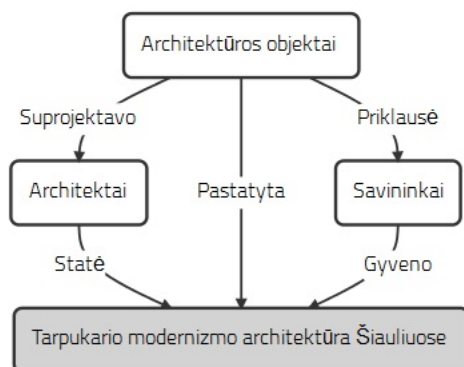 Architektūros objektai
Suprojektavo
Priklausė
Architektai
Pastatyta
Savininkai
Statė
Gyveno
Tarpukario modernizmo architektūra Šiauliuose